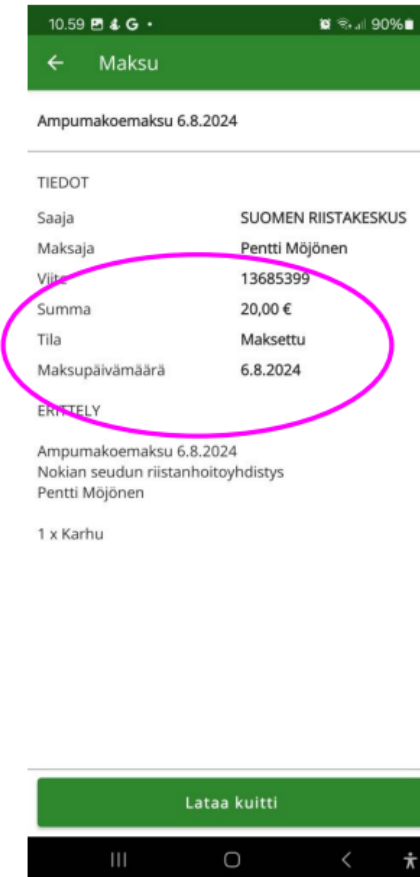 10.59 G • 90%
Maksu
Ampumakoemaksu 6.8.2024
TIEDOT
Saaja SUOMEN RIISTAKESKUS
Maksaja Pentti Möjönen
Viite 13685399
Summa 20,00 €
Tila Maksettu
Maksupäivämäärä 6.8.2024
ERITTELY
Ampumakoemaksu 6.8.2024
Nokian seudun riistanhoitoyhdistys
Pentti Möjönen
1 x Karhu
Lataa kuitti